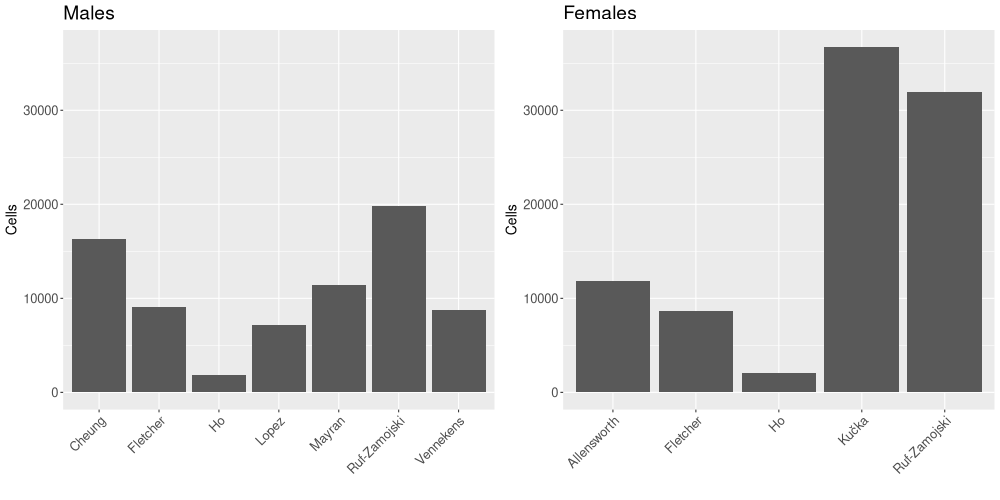 Males
Cells
30000
20000
10000
0
Cheung
Fletcher
Ho
Lopez
Mayran
Ruf-Zamojski
Vennekens
Females
Cells
30000
20000
10000
0
Allensworth
Fletcher
Ho
Kučka
Ruf-Zamojski